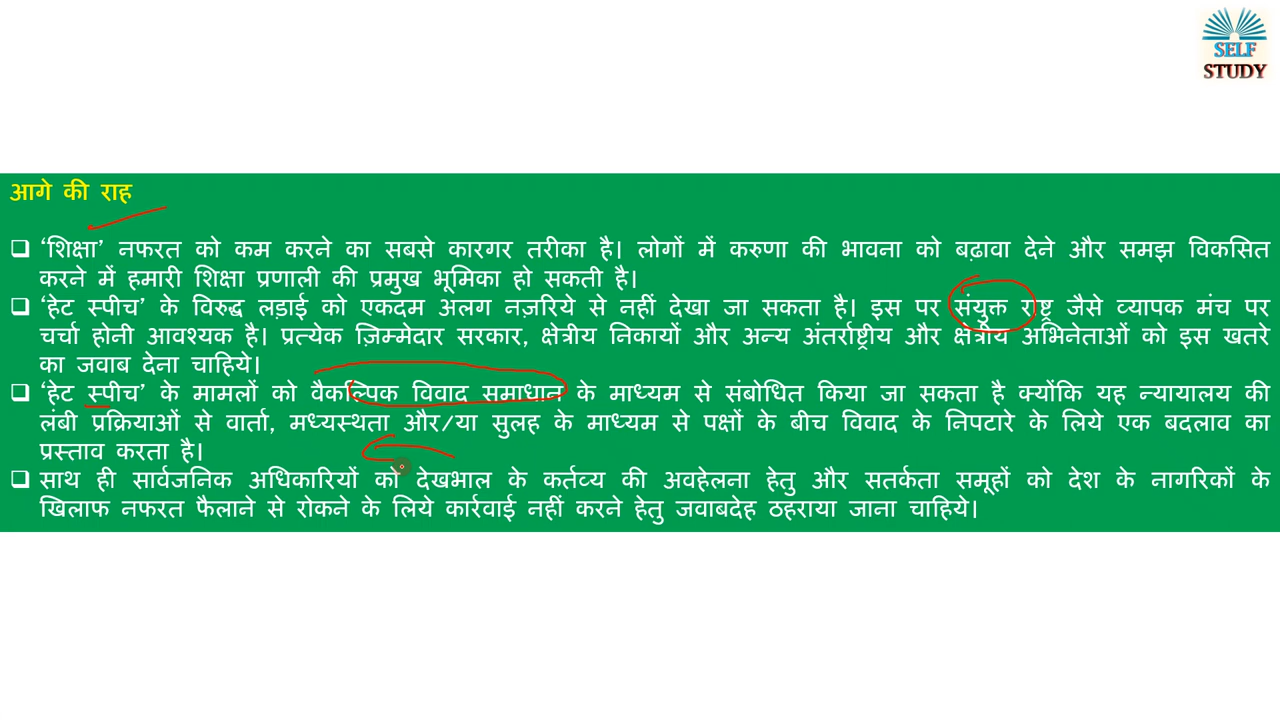 SELF
STUDY
आगे की राह
❑ ‘शिक्षा’ नफरत को कम करने का सबसे कारगर तरीका है। लोगों में करुणा की भावना को बढ़ावा देने और समझ विकसित
करने में हमारी शिक्षा प्रणाली की प्रमुख भूमिका हो सकती है।
❑ ‘हेट स्पीच’ के विरुद्ध लड़ाई को एकदम अलग नज़रिये से नहीं देखा जा सकता है। इस पर संयुक्त राष्ट्र जैसे व्यापक मंच पर
चर्चा होनी आवश्यक है। प्रत्येक ज़िम्मेदार सरकार, क्षेत्रीय निकायों और अन्य अंतर्राष्ट्रीय और क्षेत्रीय अभिनेताओं को इस खतरे
का जवाब देना चाहिये।
❑ ‘हेट स्पीच’ के मामलों को वैकल्पिक विवाद समाधान के माध्यम से संबोधित किया जा सकता है क्योंकि यह न्यायालय की
लंबी प्रक्रियाओं से वार्ता, मध्यस्थता और/या सुलह के माध्यम से पक्षों के बीच विवाद के निपटारे के लिये एक बदलाव का
प्रस्ताव करता है।
❑ साथ ही सार्वजनिक अधिकारियों को देखभाल के कर्तव्य की अवहेलना हेतु और सतर्कता समूहों को देश के नागरिकों के
खिलाफ नफरत फैलाने से रोकने के लिये कार्रवाई नहीं करने हेतु जवाबदेह ठहराया जाना चाहिये।